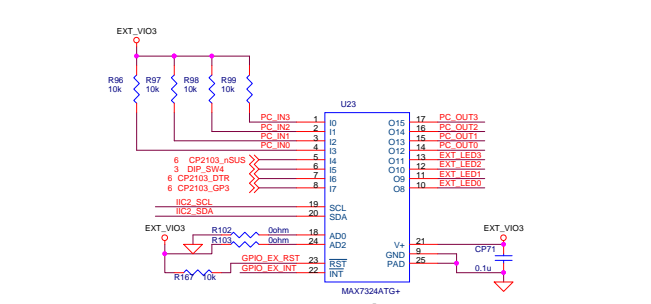 EXT_VIO3
R96 R97 R98 R99
10k 10k 10k 10k
U23
PC_IN3 1 I0 O15 17 PC_OUT3
PC_IN2 2 I1 O14 16 PC_OUT2
PC_IN1 3 I2 O13 15 PC_OUT1
PC_IN0 4 I3 O12 14 PC_OUT0
6 CP2103_nSUS 5 I4 O11 13 EXT_LED3
3 DIP_SW4 6 I5 O10 12 EXT_LED2
6 CP2103_DTR 7 I6 O9 11 EXT_LED1
6 CP2103_GP3 8 I7 O8 10 EXT_LED0
IIC2_SCL 19 SCL
IIC2_SDA 20 SDA
EXT_VIO3 R102 0ohm 18 AD0 EXT_VIO3
R103 0ohm 24 AD2 V+ 21 CP71
GND 9
GPIO_EX_RST 23 RST PAD 25 0.1u
R167 10k GPIO_EX_INT 22 INT
MAX7324ATG+